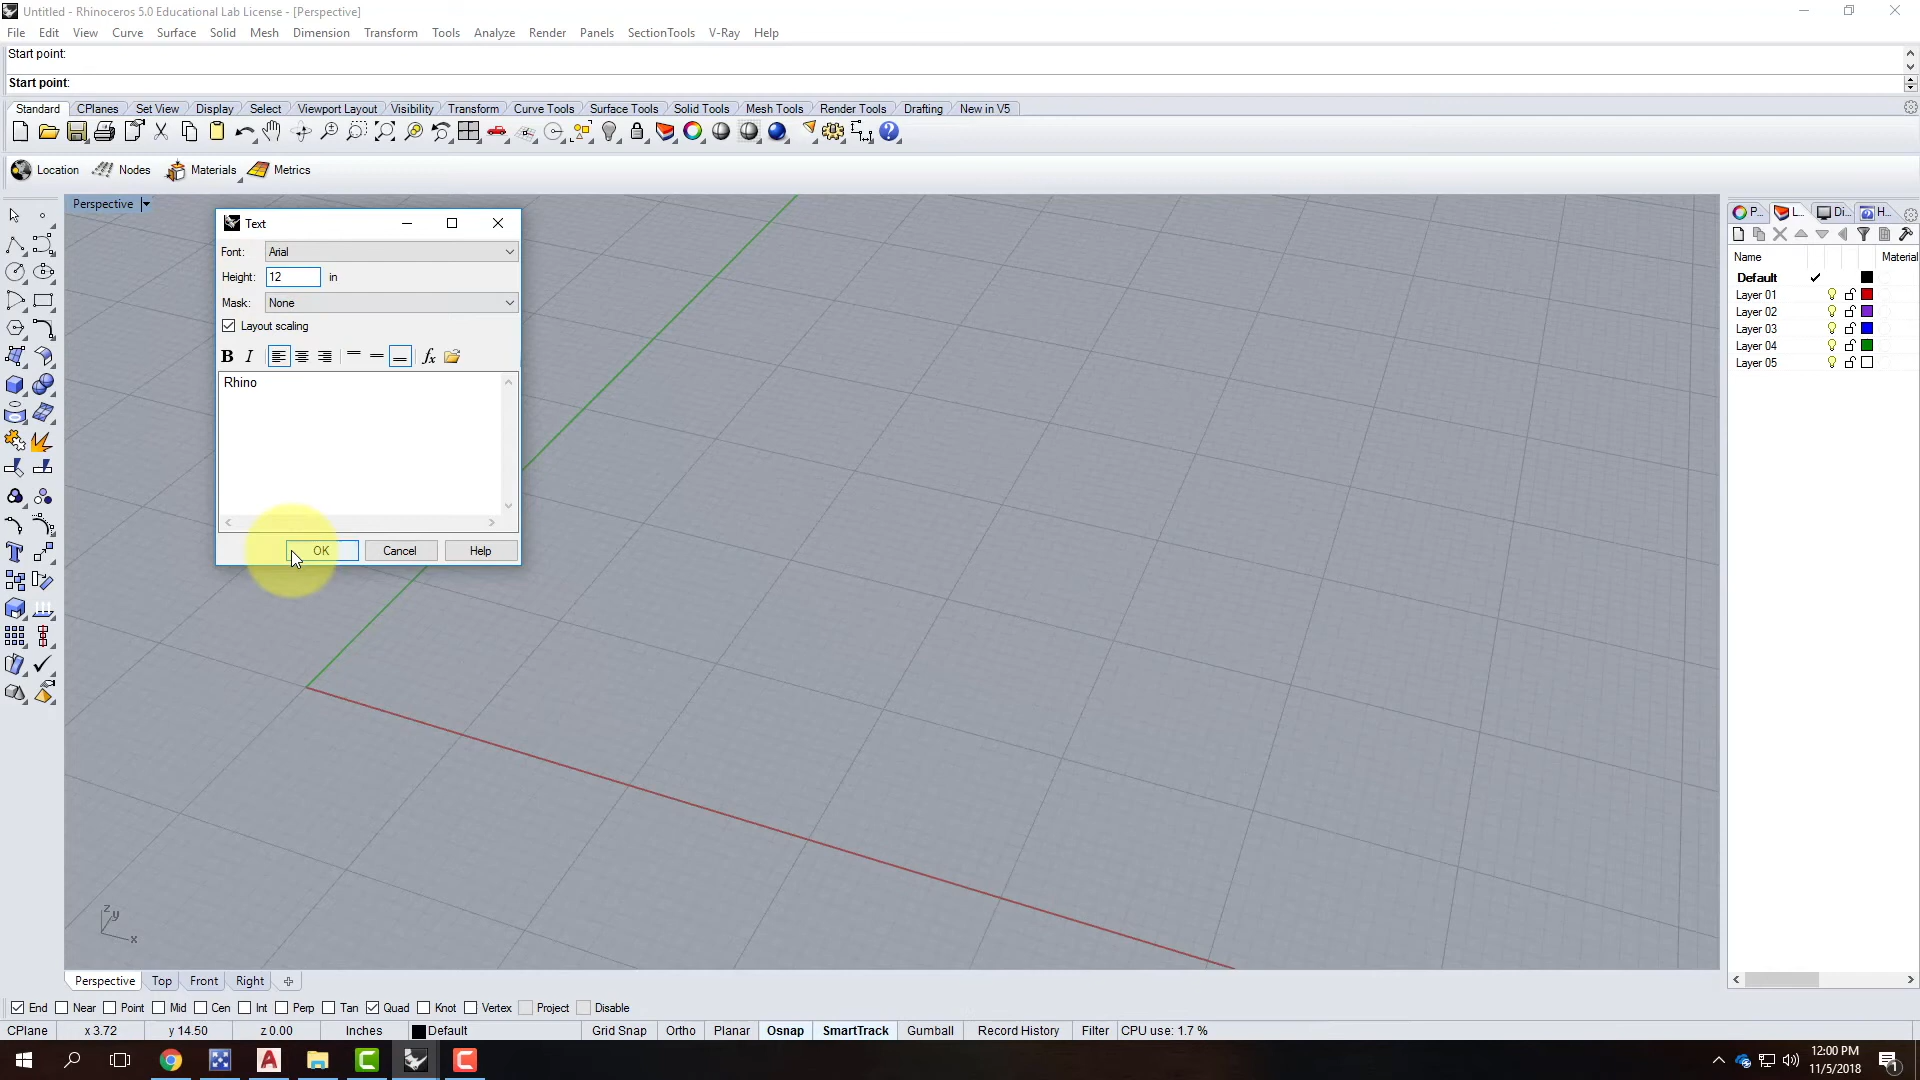 Untitled - Rhinoceros 5.0 Educational Lab License - [Perspective]
File Edit View Curve Surface Solid Mesh Dimension Transform Tools Analyze Render Panels SectionTools V-Ray Help
Start point:
Start point:
Standard CPlanes Set View Display Select Viewport Layout Visibility Transform Curve Tools Surface Tools Solid Tools Mesh Tools Render Tools Drafting New in V5
Location Nodes Materials Metrics
Perspective
Text
Font: Arial
Height: 12 in
Mask: None
Layout scaling
B I fx
Rhino
OK Cancel Help
P... L... Di... H...
Name Material
Default
Layer 01
Layer 02
Layer 03
Layer 04
Layer 05
z y x
Perspective Top Front Right
End Near Point Mid Cen Int Perp Tan Quad Knot Vertex Project Disable
CPlane x 3.72 y 14.50 z 0.00 Inches Default Grid Snap Ortho Planar Osnap SmartTrack Gumball Record History Filter CPU use: 1.7 %
12:00 PM
11/5/2018
1